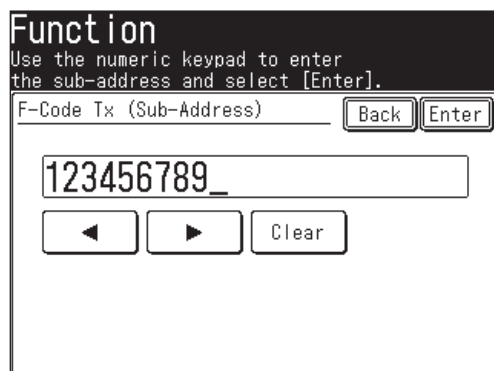 Function
Use the numeric keypad to enter
the sub-address and select [Enter].
F-Code Tx (Sub-Address) Back Enter
123456789_
◀ ▶ Clear